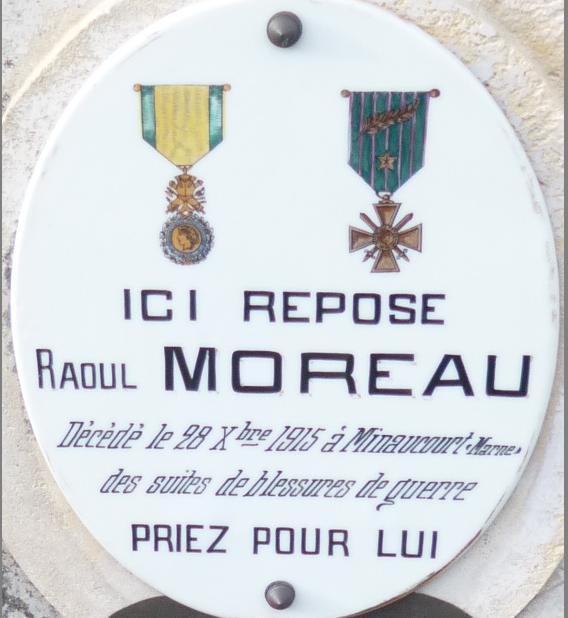 ICI REPOSE
RAOUL MOREAU
Décédé le 28 Xbre 1915 à Minaucourt (Marne)
des suites de blessures de guerre
PRIEZ POUR LUI